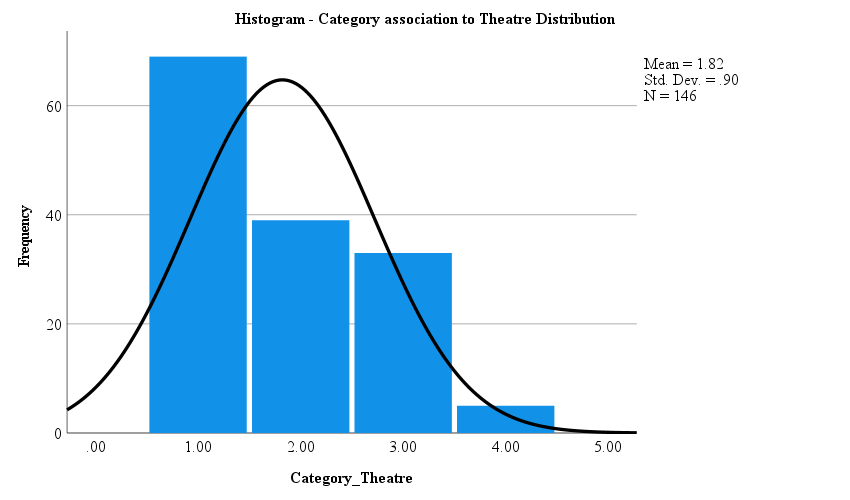 Histogram - Category association to Theatre Distribution
Mean = 1.82
Std. Dev. = .90
N = 146
60
40
20
0
Frequency
.00 1.00 2.00 3.00 4.00 5.00
Category_Theatre